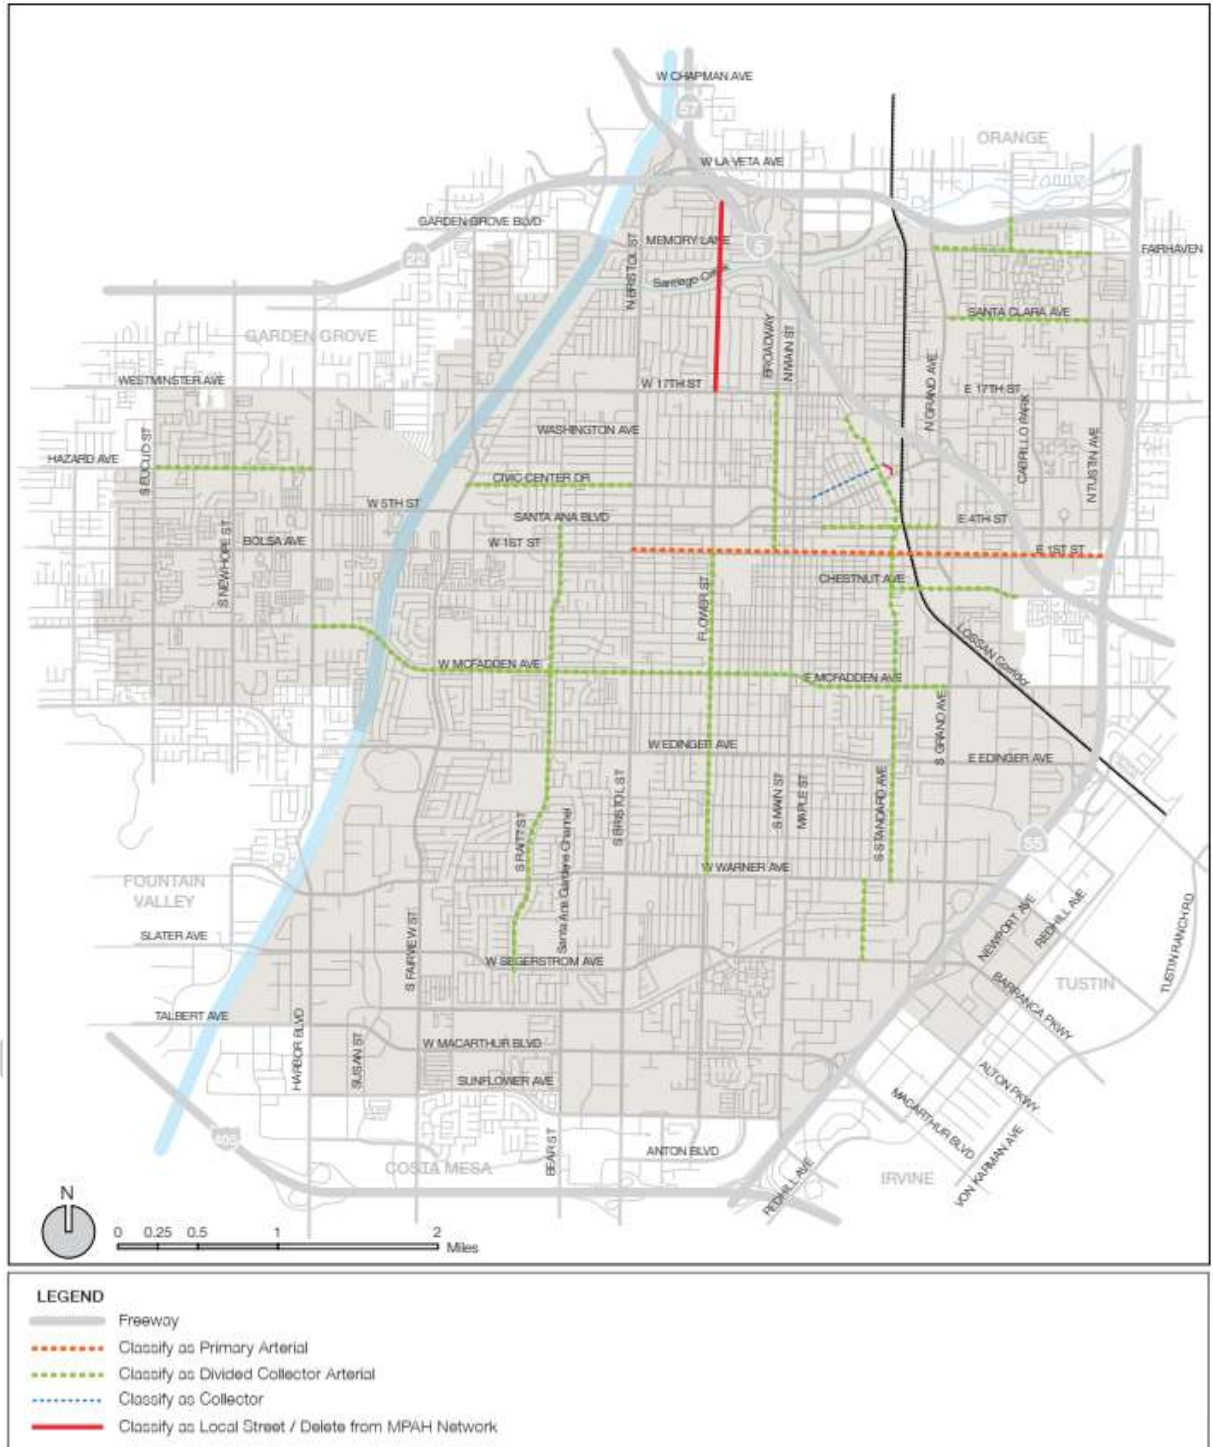 W CHAPMAN AVE
57
ORANGE
W LA VETA AVE
GARDEN GROVE BLVD
MEMORY LANE
5
FAIRHAVEN
22
N BRISTOL ST
Santiago Creek
SANTA CLARA AVE
GARDEN GROVE
BROADWAY
N MAIN ST
N GRAND AVE
WESTMINSTER AVE
W 17TH ST
E 17TH ST
CABRILLO PARK
WASHINGTON AVE
N TUSTIN AVE
HAZARD AVE
S EUCLID ST
CIVIC CENTER DR
W 5TH ST
SANTA ANA BLVD
E 4TH ST
BOLSA AVE
W 1ST ST
E 1ST ST
S NEWHOPE ST
CHESTNUT AVE
FLOWER ST
LOSSAN Corridor
W MCFADDEN AVE
E MCFADDEN AVE
S GRAND AVE
W EDINGER AVE
E EDINGER AVE
S BRISTOL ST
S MAIN ST
MAPLE ST
S STANDARD AVE
S RAITT ST
Santa Ana Gardens Channel
55
W WARNER AVE
FOUNTAIN
VALLEY
NEWPORT AVE
REDHILL AVE
TUSTIN RANCH RD
SLATER AVE
S FAIRVIEW ST
W SEGERSTROM AVE
BARRANCA PKWY
TUSTIN
TALBERT AVE
HARBOR BLVD
SUSAN ST
W MACARTHUR BLVD
SUNFLOWER AVE
ALTON PKWY
MACARTHUR BLVD
405
COSTA MESA
BEAR ST
ANTON BLVD
REDHILL AVE
IRVINE
VON KARMAN AVE
N
0 0.25 0.5 1 2
Miles
LEGEND
Freeway
Classify as Primary Arterial
Classify as Divided Collector Arterial
Classify as Collector
Classify as Local Street / Delete from MPAH Network